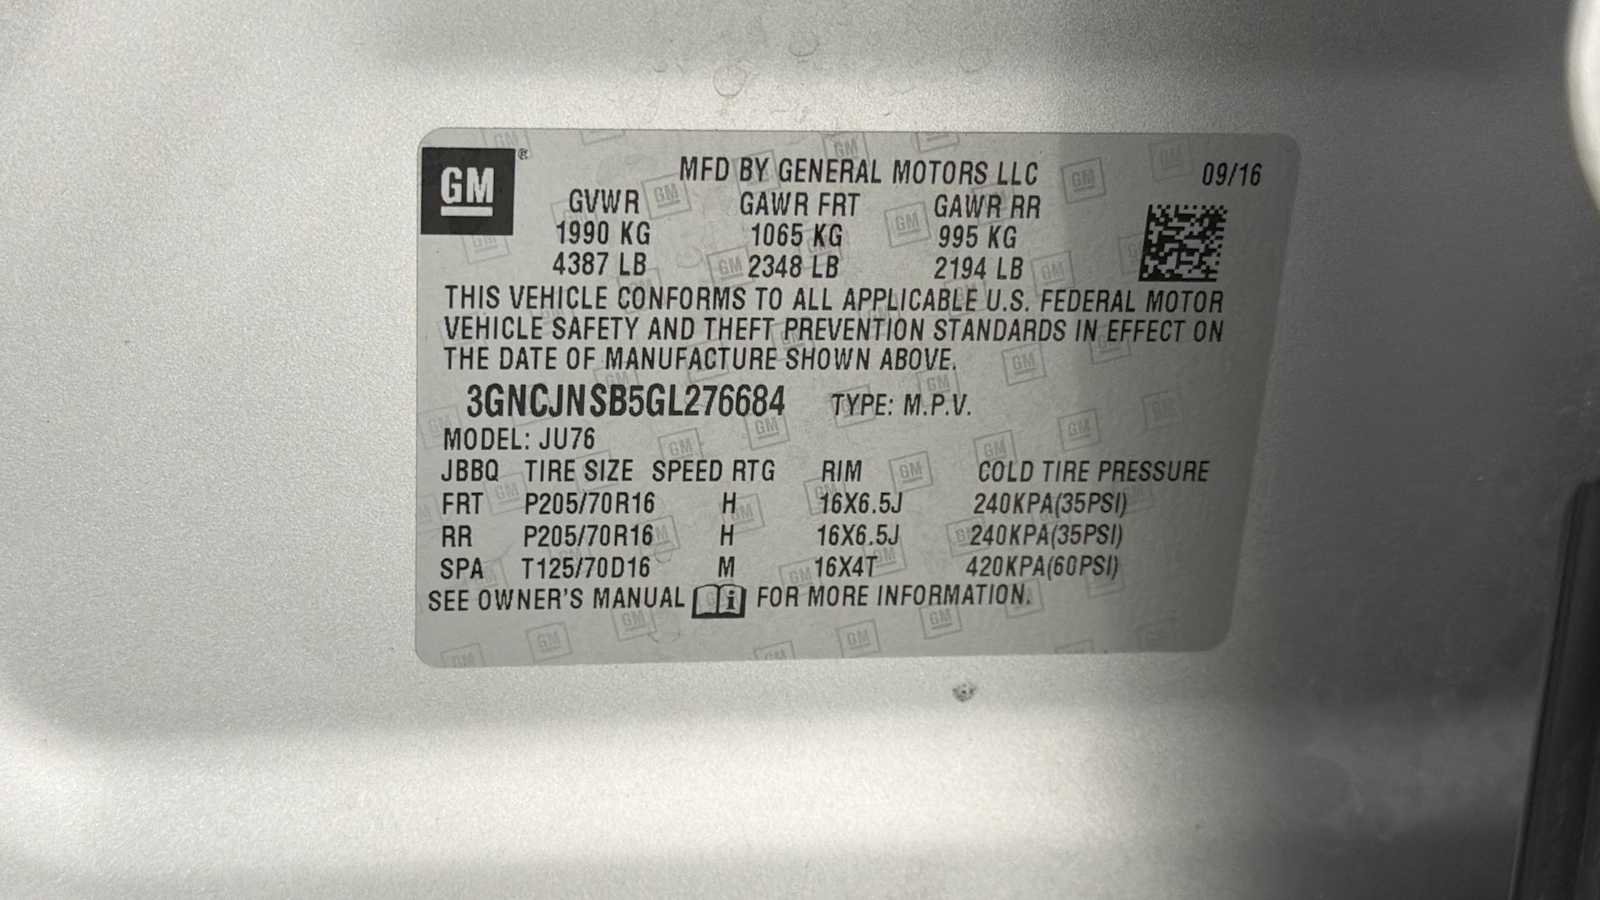 GM ®
MFD BY GENERAL MOTORS LLC 09/16
GVWR GAWR FRT GAWR RR
1990 KG 1065 KG 995 KG
4387 LB 2348 LB 2194 LB
THIS VEHICLE CONFORMS TO ALL APPLICABLE U.S. FEDERAL MOTOR
VEHICLE SAFETY AND THEFT PREVENTION STANDARDS IN EFFECT ON
THE DATE OF MANUFACTURE SHOWN ABOVE.
3GNCJNSB5GL276684 TYPE: M.P.V.
MODEL: JU76
JBBQ TIRE SIZE SPEED RTG RIM COLD TIRE PRESSURE
FRT P205/70R16 H 16X6.5J 240KPA(35PSI)
RR P205/70R16 H 16X6.5J 240KPA(35PSI)
SPA T125/70D16 M 16X4T 420KPA(60PSI)
SEE OWNER'S MANUAL i FOR MORE INFORMATION.